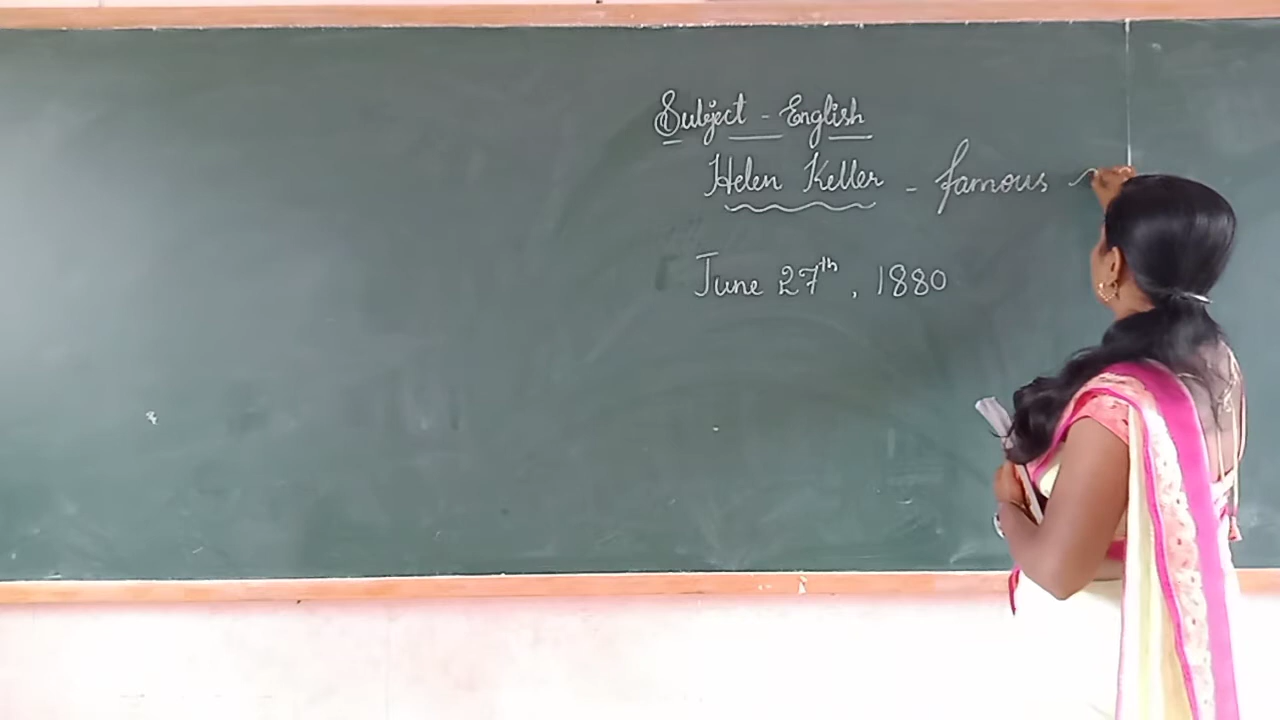 Subject - English
Helen Keller - famous
June 27th, 1880